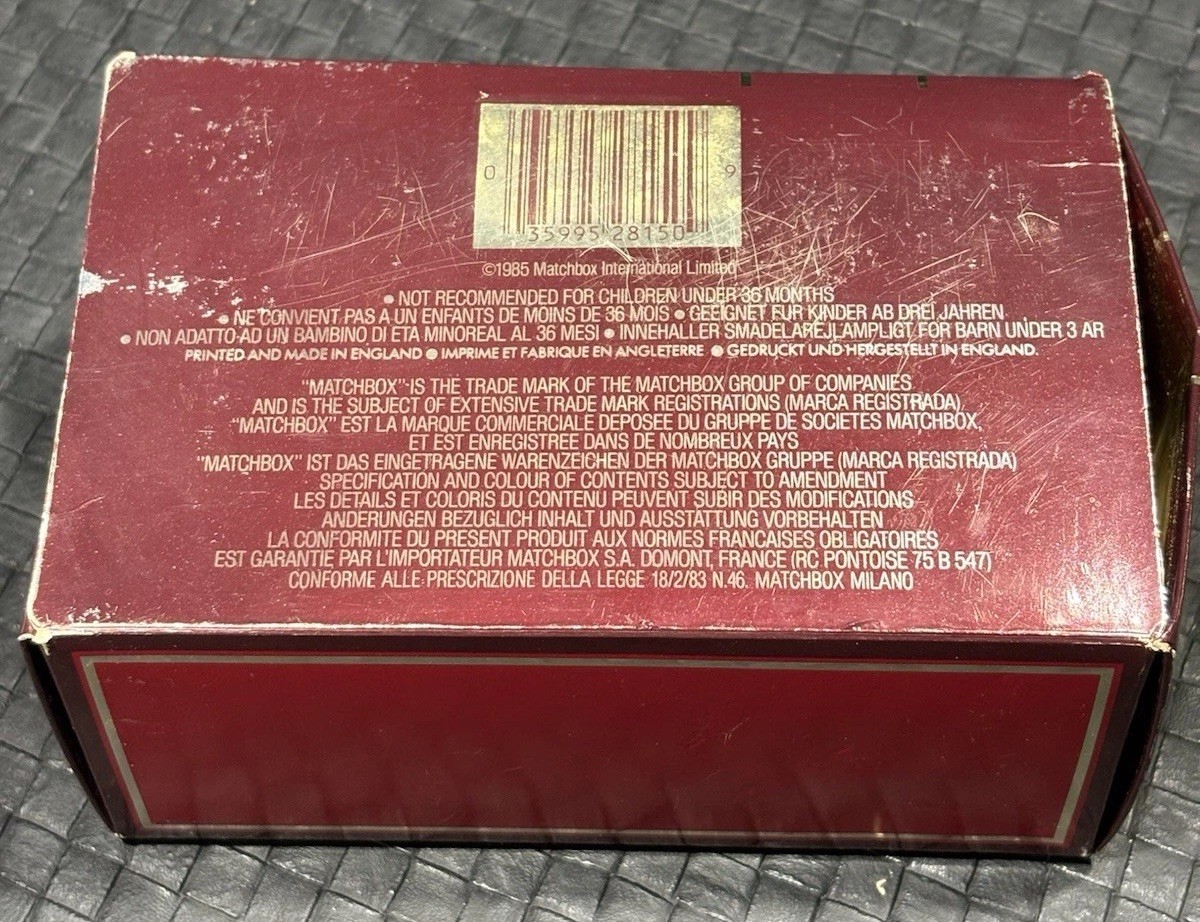 0 9
35995 28150
©1985 Matchbox International Limited
● NOT RECOMMENDED FOR CHILDREN UNDER 36 MONTHS
● NE CONVIENT PAS A UN ENFANTS DE MOINS DE 36 MOIS ● GEEIGNET FUR KINDER AB DREI JAHREN
● NON ADATTO AD UN BAMBINO DI ETA MINOREAL AL 36 MESI ● INNEHALLER SMADELAR EJ LAMPLIGT FOR BARN UNDER 3 AR
PRINTED AND MADE IN ENGLAND ● IMPRIME ET FABRIQUE EN ANGLETERRE ● GEDRUCKT UND HERGESTELLT IN ENGLAND.
"MATCHBOX" IS THE TRADE MARK OF THE MATCHBOX GROUP OF COMPANIES
AND IS THE SUBJECT OF EXTENSIVE TRADE MARK REGISTRATIONS (MARCA REGISTRADA)
"MATCHBOX" EST LA MARQUE COMMERCIALE DEPOSEE DU GRUPPE DE SOCIETES MATCHBOX,
ET EST ENREGISTREE DANS DE NOMBREUX PAYS
"MATCHBOX" IST DAS EINGETRAGENE WARENZEICHEN DER MATCHBOX GRUPPE (MARCA REGISTRADA)
SPECIFICATION AND COLOUR OF CONTENTS SUBJECT TO AMENDMENT
LES DETAILS ET COLORIS DU CONTENU PEUVENT SUBIR DES MODIFICATIONS
ANDERUNGEN BEZUGLICH INHALT UND AUSSTATTUNG VORBEHALTEN
LA CONFORMITE DU PRESENT PRODUIT AUX NORMES FRANCAISES OBLIGATOIRES
EST GARANTIE PAR L'IMPORTATEUR MATCHBOX S.A. DOMONT, FRANCE (RC PONTOISE 75 B 547)
CONFORME ALLE PRESCRIZIONE DELLA LEGGE 18/2/83 N.46. MATCHBOX MILANO